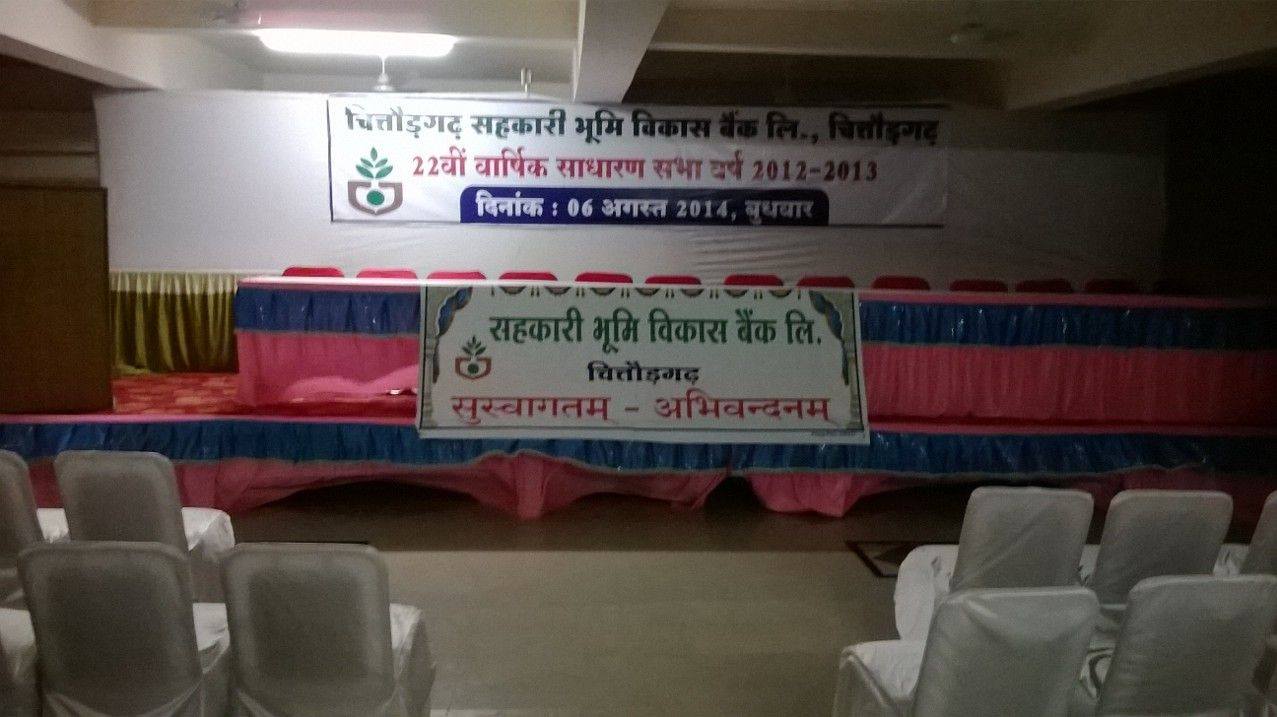 चित्तौड़गढ़ सहकारी भूमि विकास बैंक लि., चित्तौड़गढ़
22वीं वार्षिक साधारण सभा वर्ष 2012-2013
दिनांक : 06 अगस्त 2014, बुधवार
सहकारी भूमि विकास बैंक लि.
चित्तौड़गढ़
सुस्वागतम् - अभिवन्दनम्